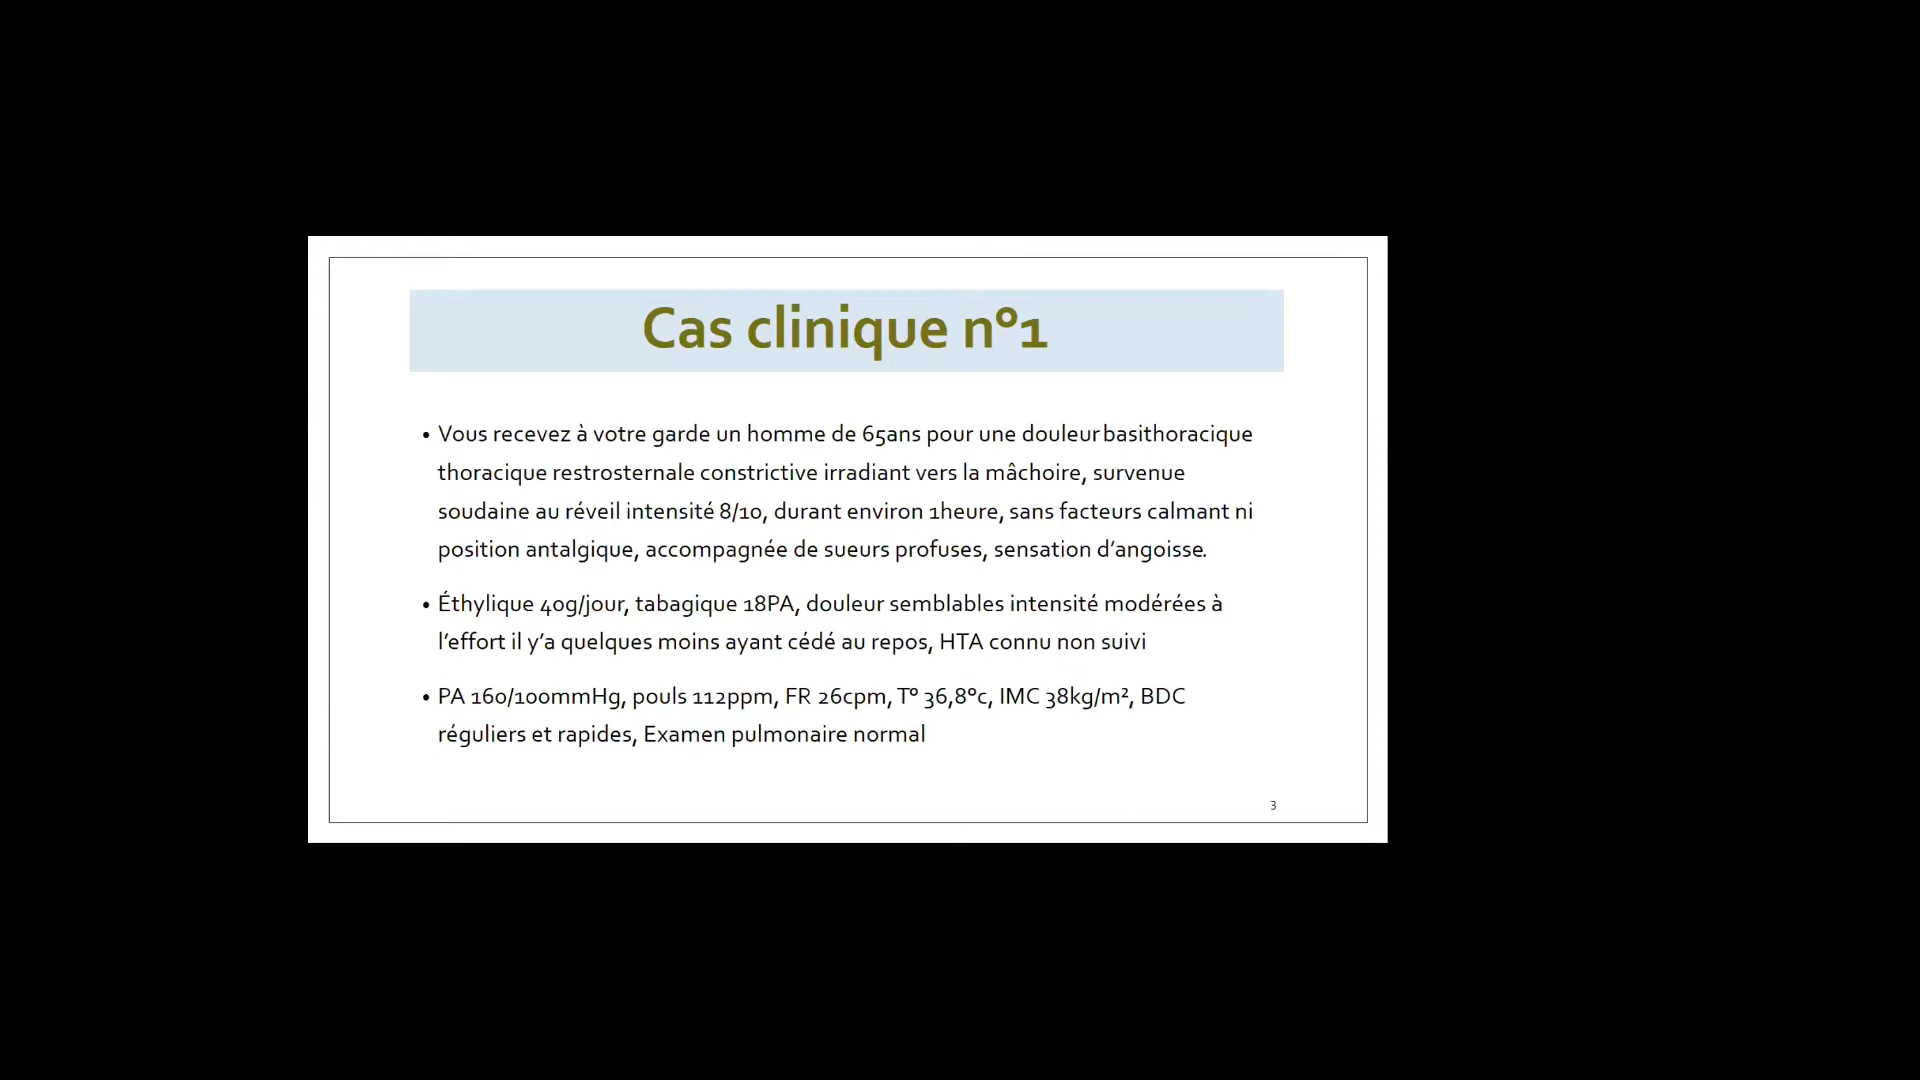 Cas clinique n°1
• Vous recevez à votre garde un homme de 65ans pour une douleur basithoracique
thoracique restrosternale constrictive irradiant vers la mâchoire, survenue
soudaine au réveil intensité 8/10, durant environ 1heure, sans facteurs calmant ni
position antalgique, accompagnée de sueurs profuses, sensation d’angoisse.
• Éthylique 40g/jour, tabagique 18PA, douleur semblables intensité modérées à
l’effort il y’a quelques moins ayant cédé au repos, HTA connu non suivi
• PA 160/100mmHg, pouls 112ppm, FR 26cpm, T° 36,8°c, IMC 38kg/m², BDC
réguliers et rapides, Examen pulmonaire normal
3